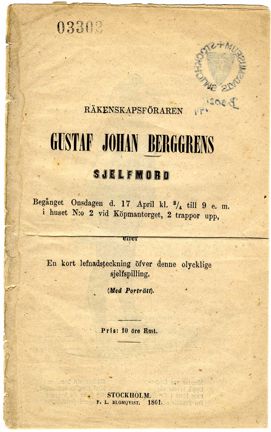 03302
RÄKENSKAPSFÖRAREN
GUSTAF JOHAN BERGGRENS
SJELFMORD
Begånget Onsdagen d. 17 April kl. ³/₄ till 9 e. m.
i huset N:o 2 vid Köpmantorget, 2 trappor upp,
eller
En kort lefnadsteckning öfver denne olycklige
sjelfspilling.
(Med Porträtt).
Pris: 10 öre Rmt.
STOCKHOLM.
P. L. ELMQVIST. 1861.